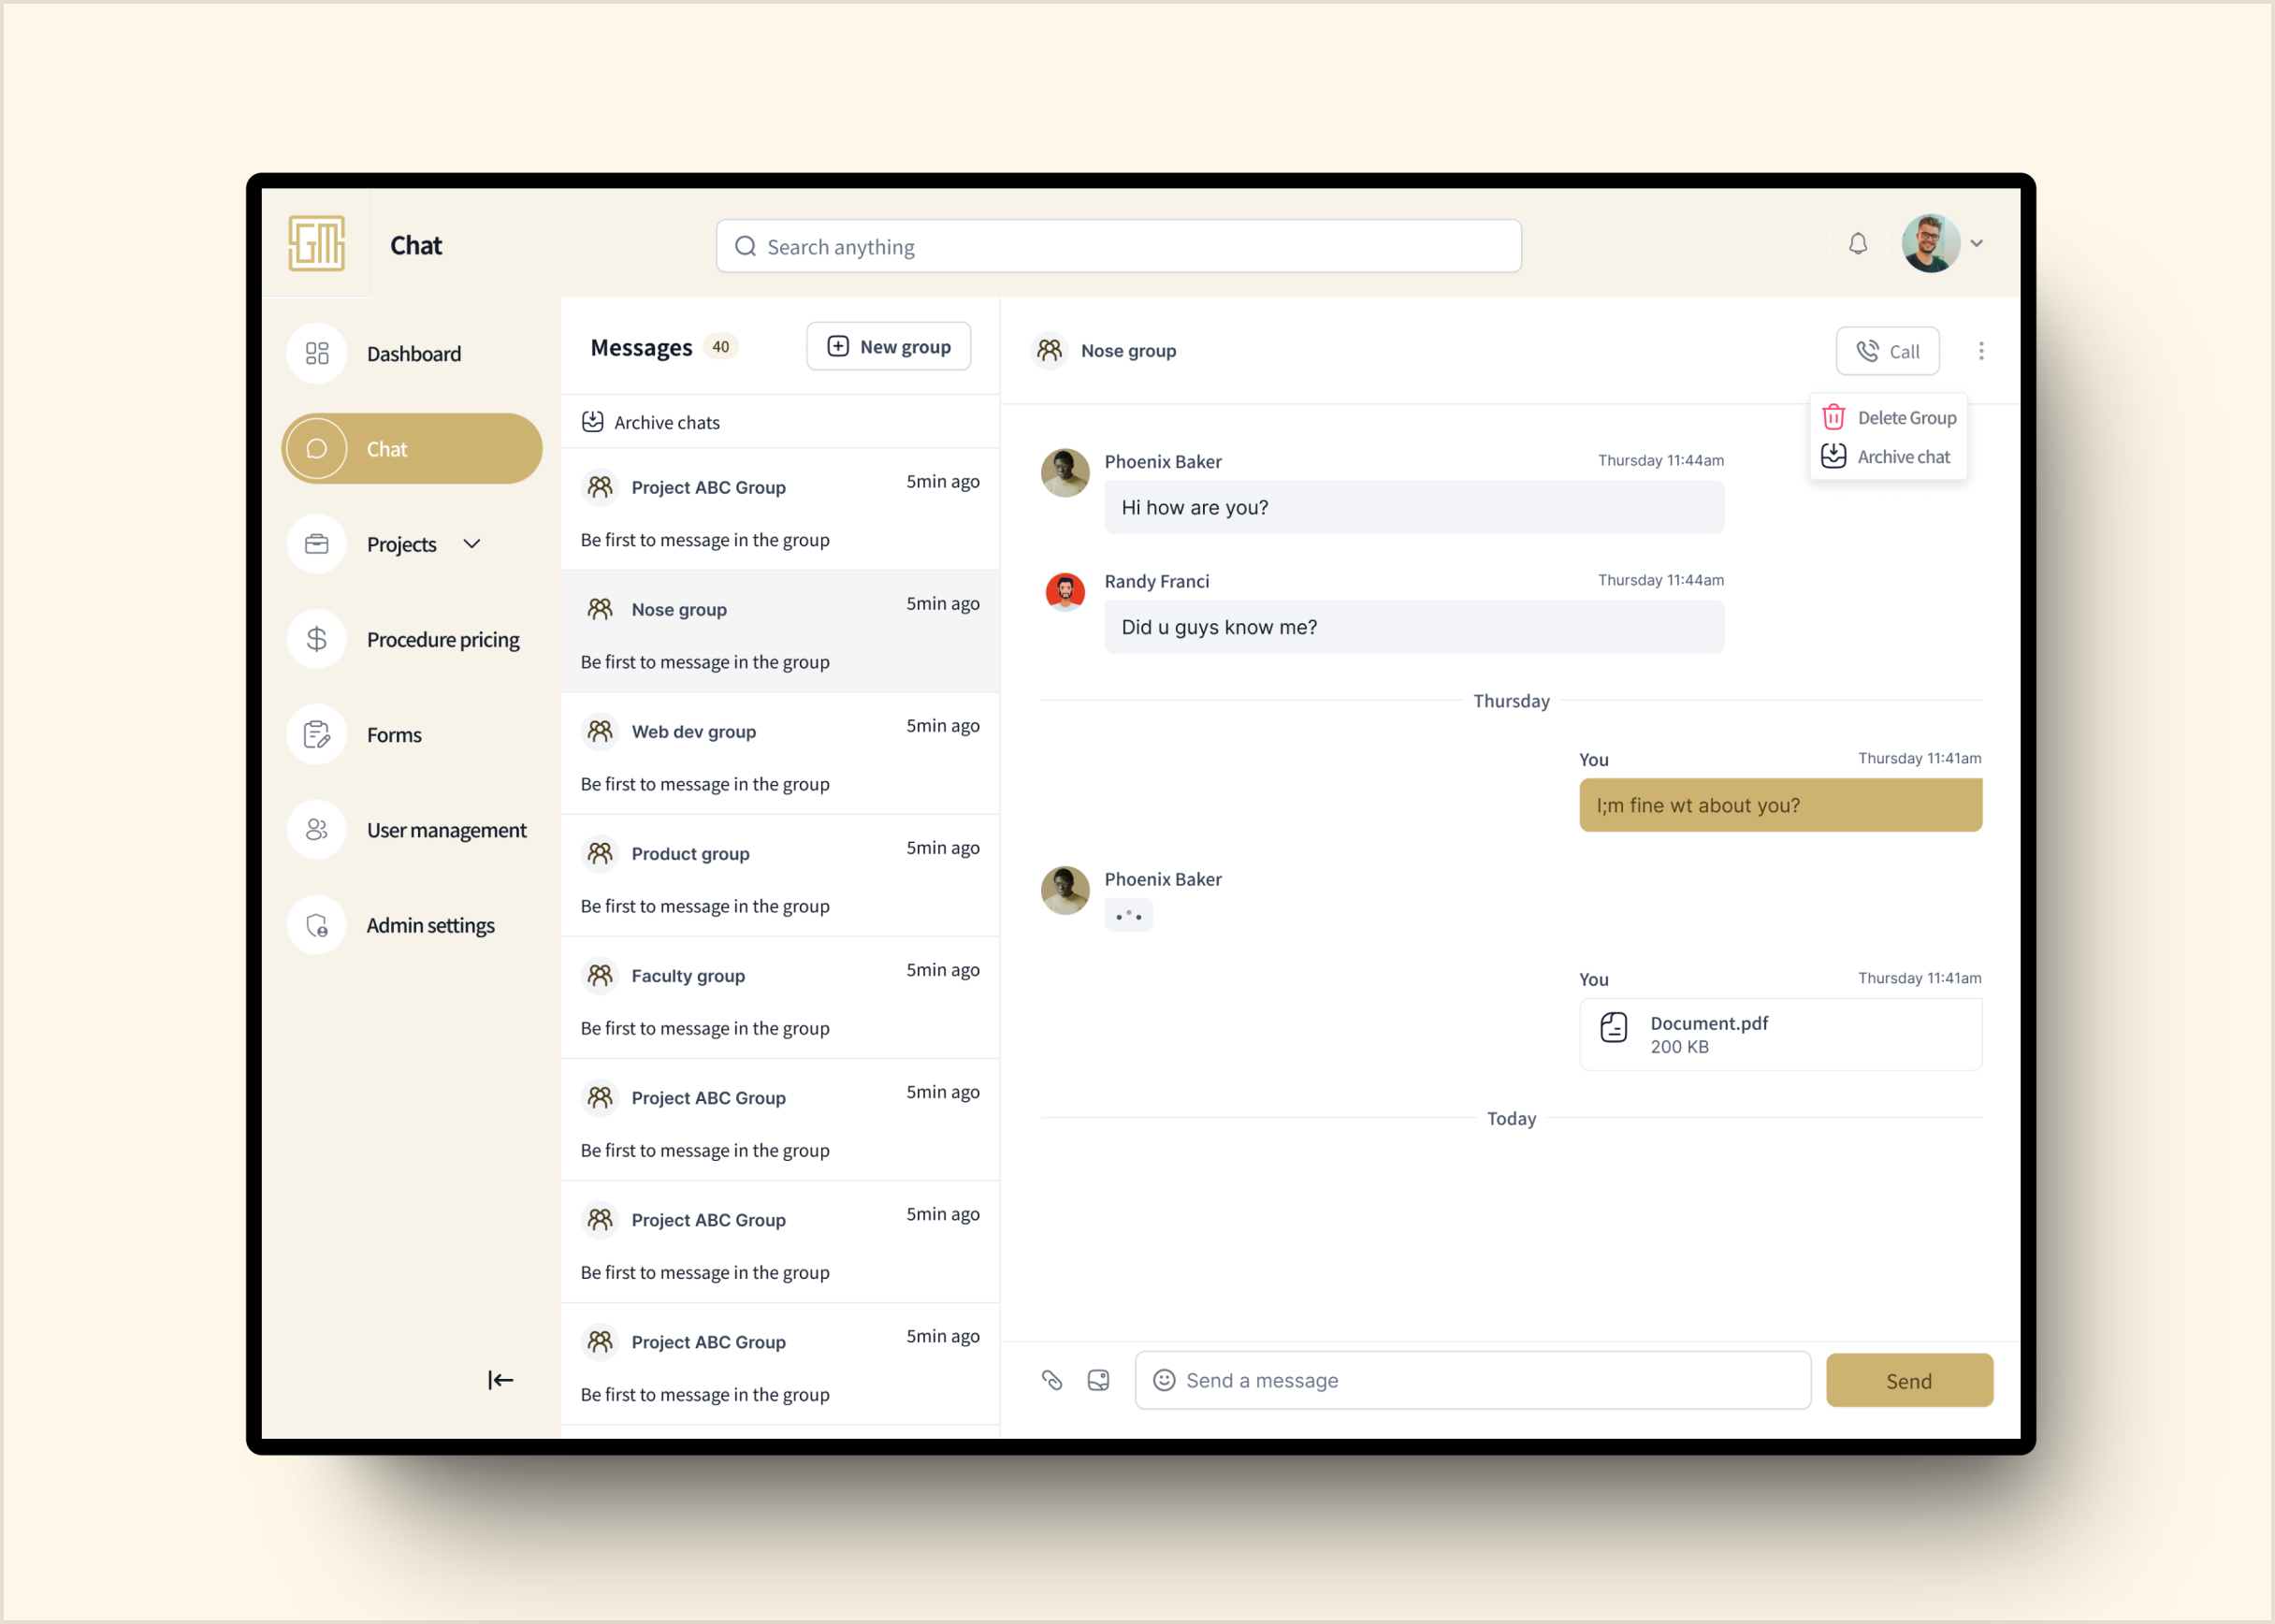 GM
Chat
Search anything
Dashboard
Chat
Projects
Procedure pricing
Forms
User management
Admin settings
Messages 40
New group
Archive chats
Project ABC Group 5min ago
Be first to message in the group
Nose group 5min ago
Be first to message in the group
Web dev group 5min ago
Be first to message in the group
Product group 5min ago
Be first to message in the group
Faculty group 5min ago
Be first to message in the group
Project ABC Group 5min ago
Be first to message in the group
Project ABC Group 5min ago
Be first to message in the group
Project ABC Group 5min ago
Be first to message in the group
Nose group
Call
Delete Group
Archive chat
Phoenix Baker Thursday 11:44am
Hi how are you?
Randy Franci Thursday 11:44am
Did u guys know me?
Thursday
You Thursday 11:41am
I;m fine wt about you?
Phoenix Baker
You Thursday 11:41am
Document.pdf
200 KB
Today
Send a message
Send